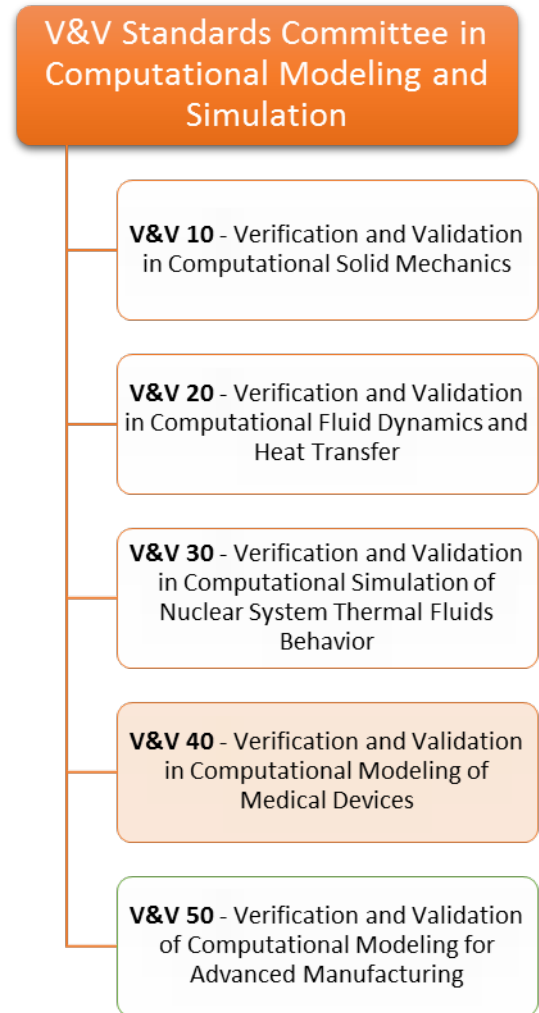 V&V Standards Committee in
Computational Modeling and
Simulation
V&V 10 - Verification and Validation
in Computational Solid Mechanics
V&V 20 - Verification and Validation
in Computational Fluid Dynamics and
Heat Transfer
V&V 30 - Verification and Validation
in Computational Simulation of
Nuclear System Thermal Fluids
Behavior
V&V 40 - Verification and Validation
in Computational Modeling of
Medical Devices
V&V 50 - Verification and Validation
of Computational Modeling for
Advanced Manufacturing